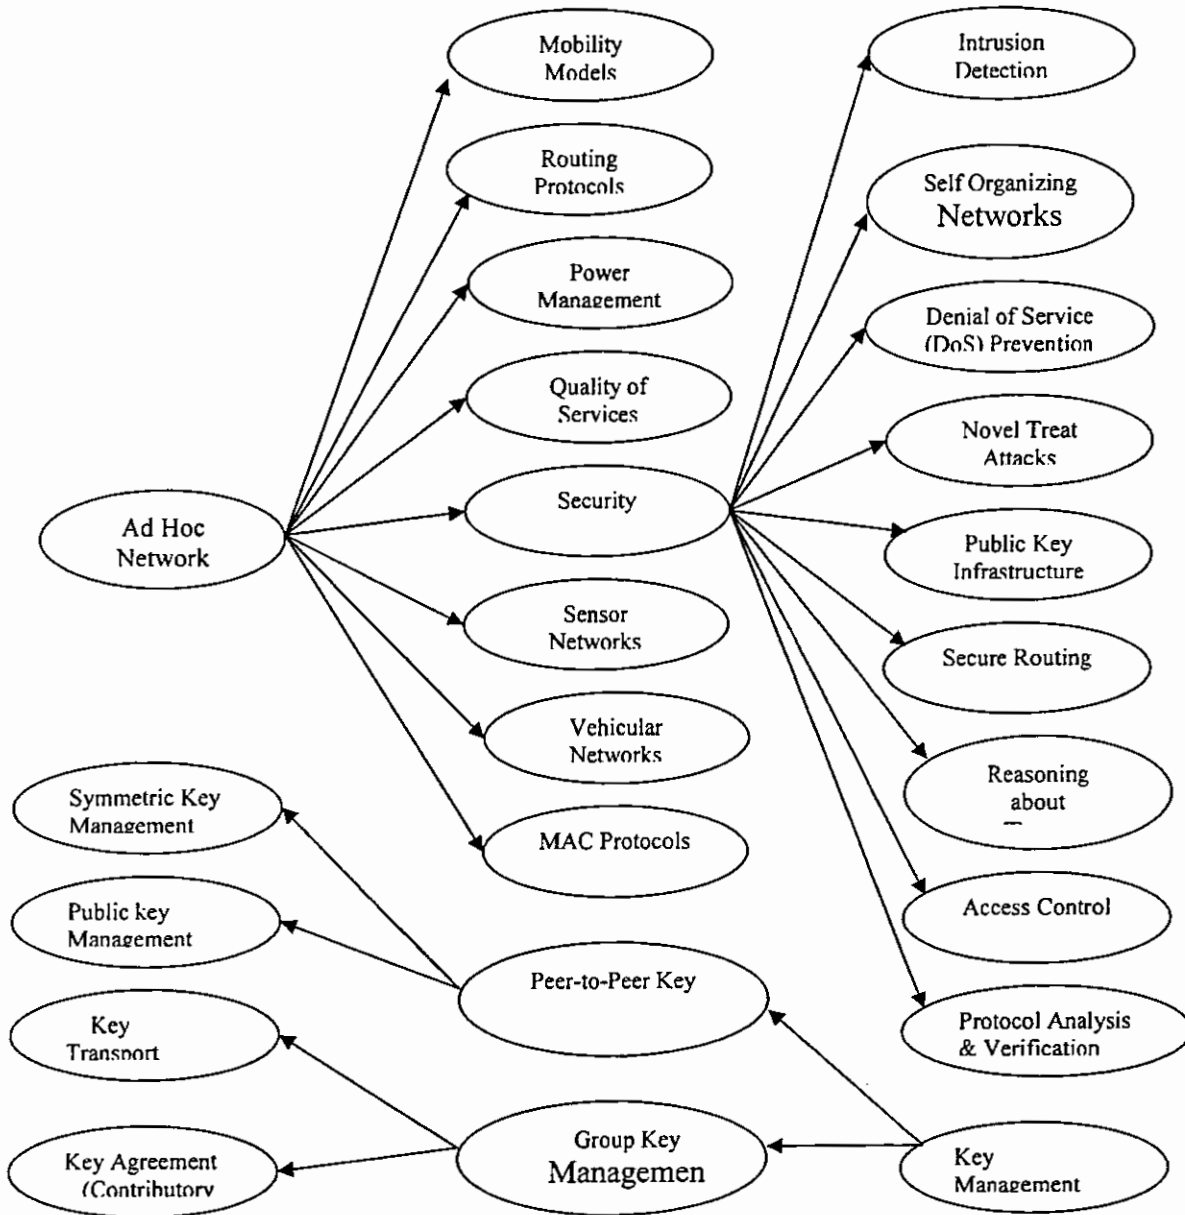 Mobility
Models
Routing
Protocols
Power
Management
Quality of
Services
Security
Ad Hoc
Network
Sensor
Networks
Vehicular
Networks
MAC Protocols
Intrusion
Detection
Self Organizing
Networks
Denial of Service
(DoS) Prevention
Novel Treat
Attacks
Public Key
Infrastructure
Secure Routing
Reasoning
about
Access Control
Protocol Analysis
& Verification
Key
Management
Peer-to-Peer Key
Group Key
Managemen
Symmetric Key
Management
Public key
Management
Key
Transport
Key Agreement
(Contributory